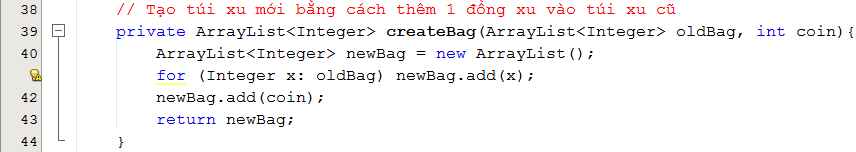 38 // Tạo túi xu mới bằng cách thêm 1 đồng xu vào túi xu cũ
39 private ArrayList<Integer> createBag(ArrayList<Integer> oldBag, int coin){
40 ArrayList<Integer> newBag = new ArrayList();
for (Integer x: oldBag) newBag.add(x);
42 newBag.add(coin);
43 return newBag;
44 }